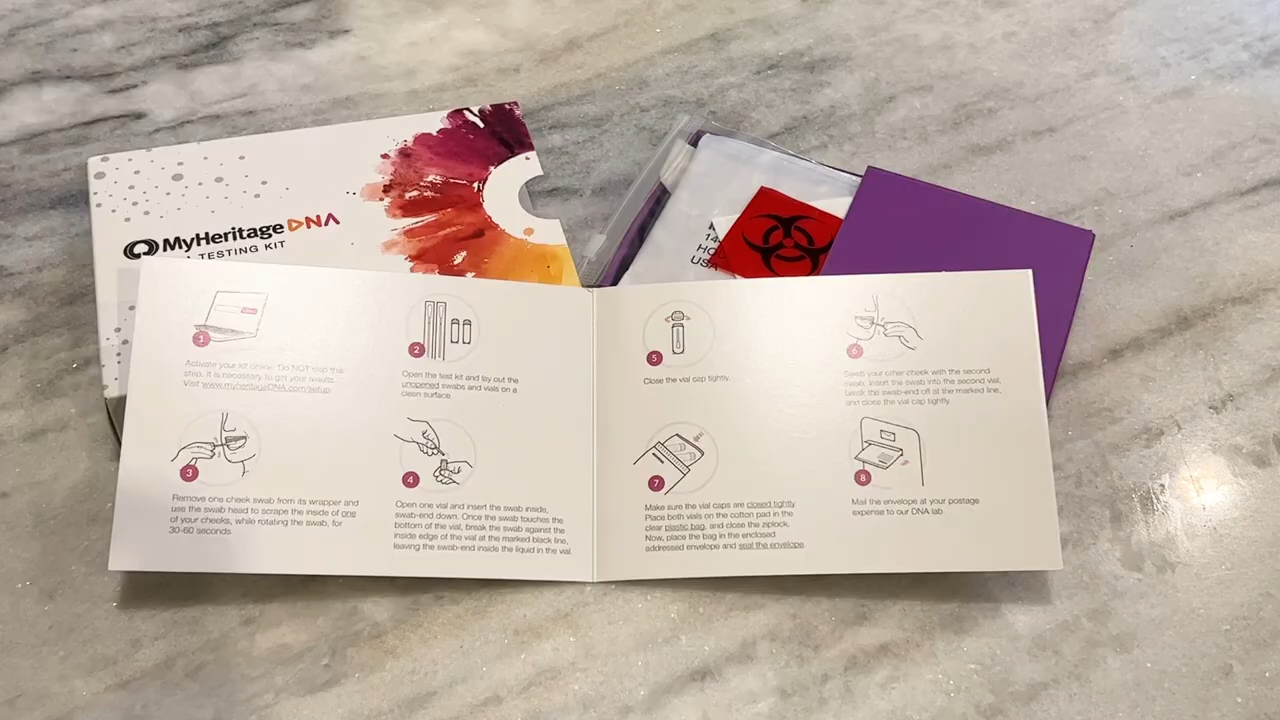 MyHeritage DNA
TESTING KIT
14
HO
USA
1
Activate your kit online. Do NOT skip this
step. It is necessary to get your results.
Visit www.myheritageDNA.com/setup.
2
Open the test kit and lay out the
unopened swabs and vials on a
clean surface.
3
Remove one cheek swab from its wrapper and
use the swab head to scrape the inside of one
of your cheeks, while rotating the swab, for
30-60 seconds.
4
Open one vial and insert the swab inside,
swab-end down. Once the swab touches the
bottom of the vial, break the swab against the
inside edge of the vial at the marked black line,
leaving the swab-end inside the liquid in the vial.
5
Close the vial cap tightly.
6
Swab your other cheek with the second
swab. Insert the swab into the second vial,
break the swab-end off at the marked line,
and close the vial cap tightly.
7
Make sure the vial caps are closed tightly.
Place both vials on the cotton pad in the
clear plastic bag, and close the ziplock.
Now, place the bag in the enclosed
addressed envelope and seal the envelope.
8
Mail the envelope at your postage
expense to our DNA lab.